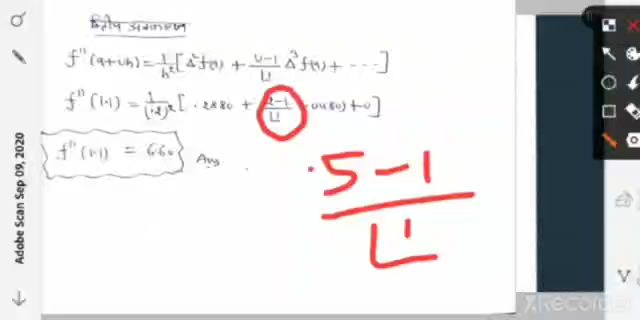 द्वितीय अवकलज
f''(a+uh) = 1/h² [ Δ²f(a) + u-1/∟1 Δ³f(a) + ---- ]
f''(1.1) = 1/(.2)² [ .2880 + .5-1/∟1 .0480) + 0 ]
f''(1.1) = 6.60 Ans
.5-1/∟1
Adobe Scan Sep 09, 2020
XRecorder